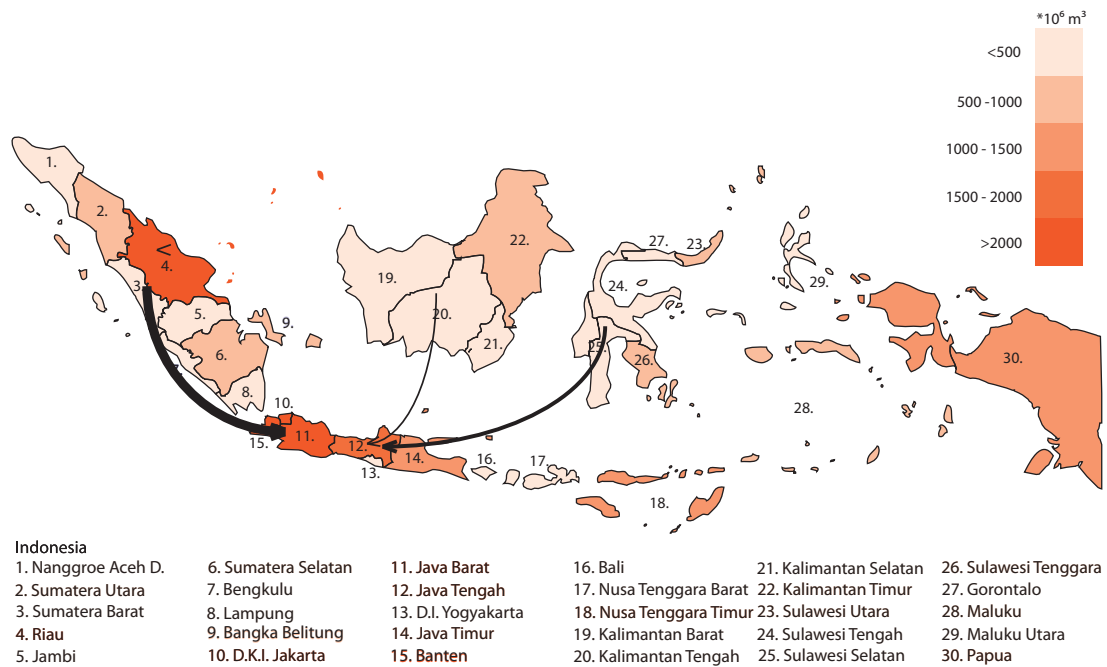 *10⁶ m³
<500
500 -1000
1000 - 1500
1500 - 2000
>2000
1.
2.
3.
4.
5.
6.
7.
8.
9.
10.
11.
12.
13.
14.
15.
16.
17.
18.
19.
20.
21.
22.
23.
24.
25.
26.
27.
28.
29.
30.
Indonesia
1. Nanggroe Aceh D.
2. Sumatera Utara
3. Sumatera Barat
4. Riau
5. Jambi
6. Sumatera Selatan
7. Bengkulu
8. Lampung
9. Bangka Belitung
10. D.K.I. Jakarta
11. Java Barat
12. Java Tengah
13. D.I. Yogyakarta
14. Java Timur
15. Banten
16. Bali
17. Nusa Tenggara Barat
18. Nusa Tenggara Timur
19. Kalimantan Barat
20. Kalimantan Tengah
21. Kalimantan Selatan
22. Kalimantan Timur
23. Sulawesi Utara
24. Sulawesi Tengah
25. Sulawesi Selatan
26. Sulawesi Tenggara
27. Gorontalo
28. Maluku
29. Maluku Utara
30. Papua